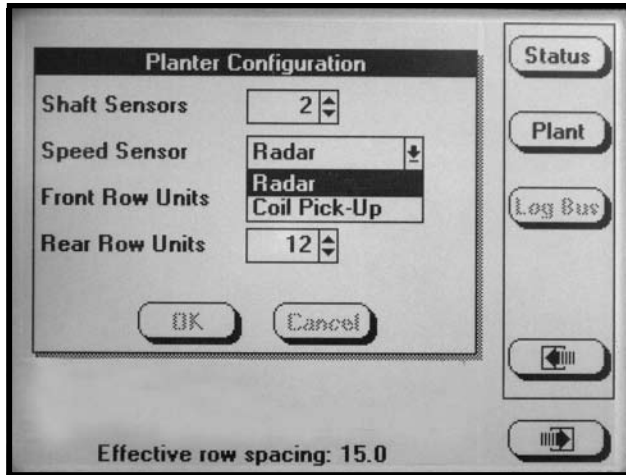 Planter Configuration
Shaft Sensors 2
Speed Sensor Radar
Radar
Front Row Units
Coil Pick-Up
Rear Row Units 12
OK Cancel
Effective row spacing: 15.0
Status
Plant
Log Bus